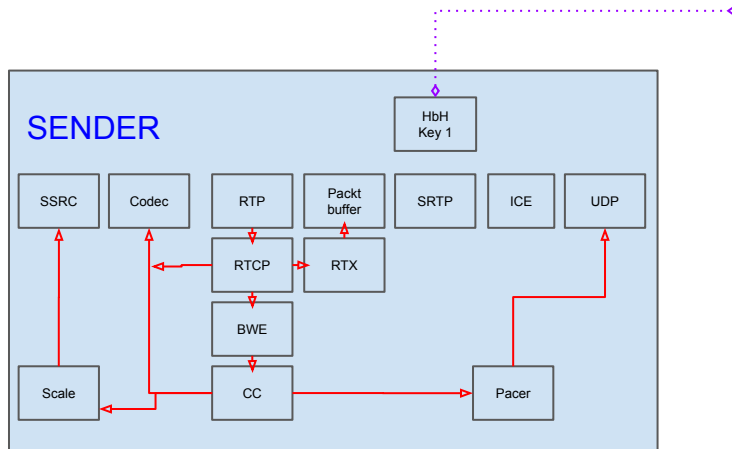 HbH
Key 1
SENDER
SSRC
Codec
RTP
Packt
buffer
SRTP
ICE
UDP
RTCP
RTX
BWE
Scale
CC
Pacer